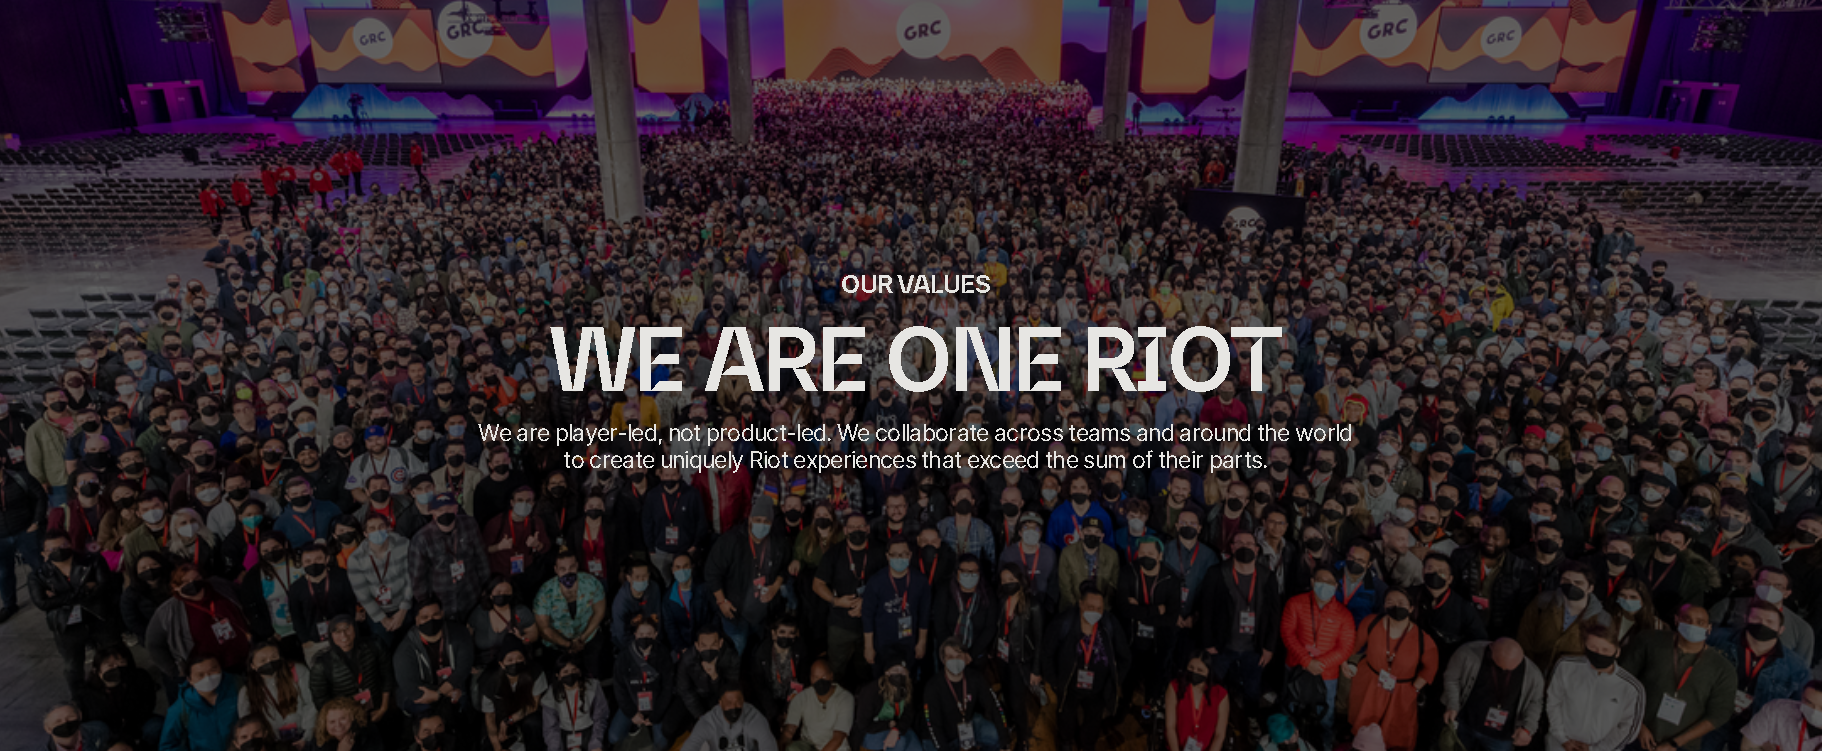 GRC
GRC
GRC
GRC
GRC
GRC
OUR VALUES
WE ARE ONE RIOT
We are player-led, not product-led. We collaborate across teams and around the world
to create uniquely Riot experiences that exceed the sum of their parts.